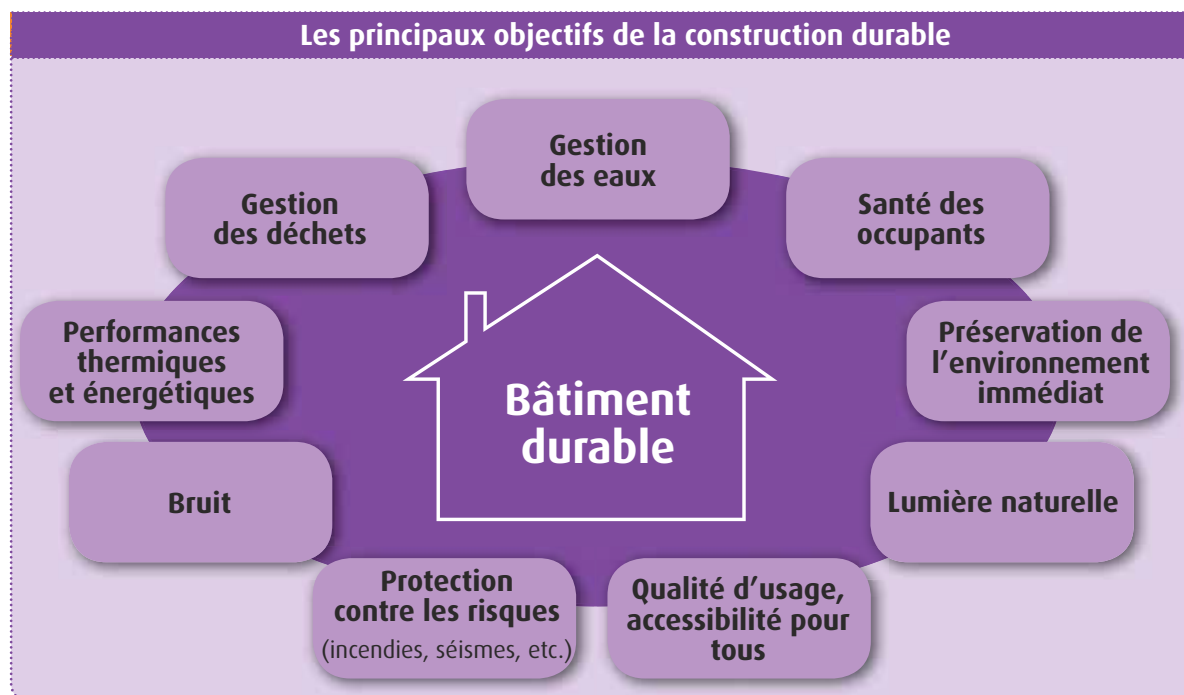 Les principaux objectifs de la construction durable
Gestion
des eaux
Gestion
des déchets
Santé des
occupants
Performances
thermiques
et énergétiques
Préservation de
l'environnement
immédiat
Bâtiment
durable
Bruit
Lumière naturelle
Protection
contre les risques
(incendies, séismes, etc.)
Qualité d'usage,
accessibilité pour
tous